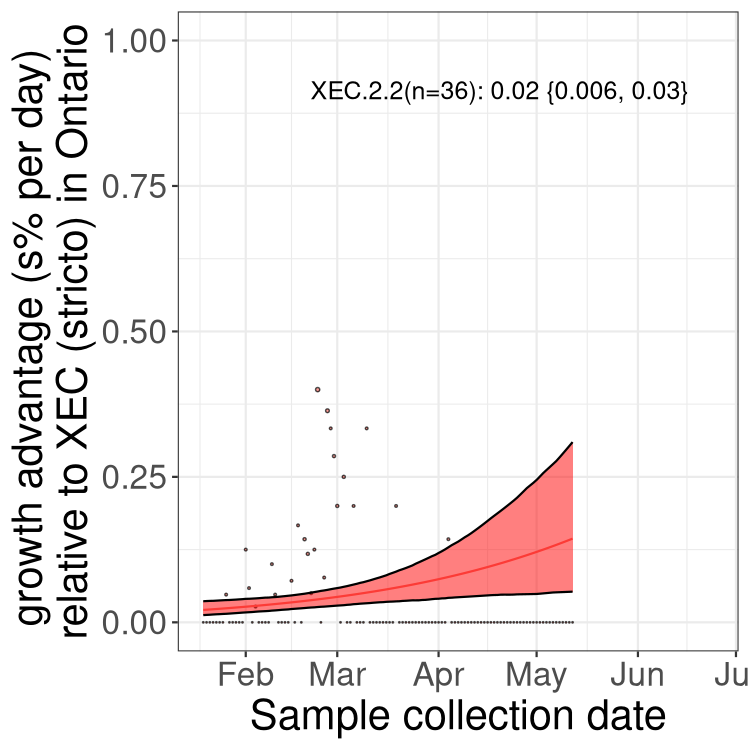 growth advantage (s% per day)
relative to XEC (stricto) in Ontario
1.00
0.75
0.50
0.25
0.00
XEC.2.2(n=36): 0.02 {0.006, 0.03}
Feb Mar Apr May Jun Ju
Sample collection date